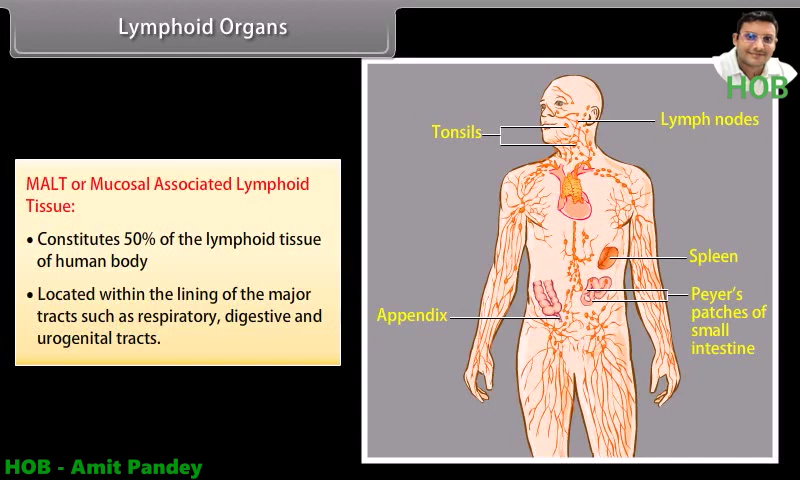 Lymphoid Organs
HOB
MALT or Mucosal Associated Lymphoid
Tissue:
• Constitutes 50% of the lymphoid tissue
of human body
• Located within the lining of the major
tracts such as respiratory, digestive and
urogenital tracts.
Tonsils
Lymph nodes
Spleen
Appendix
Peyer's
patches of
small
intestine
HOB - Amit Pandey